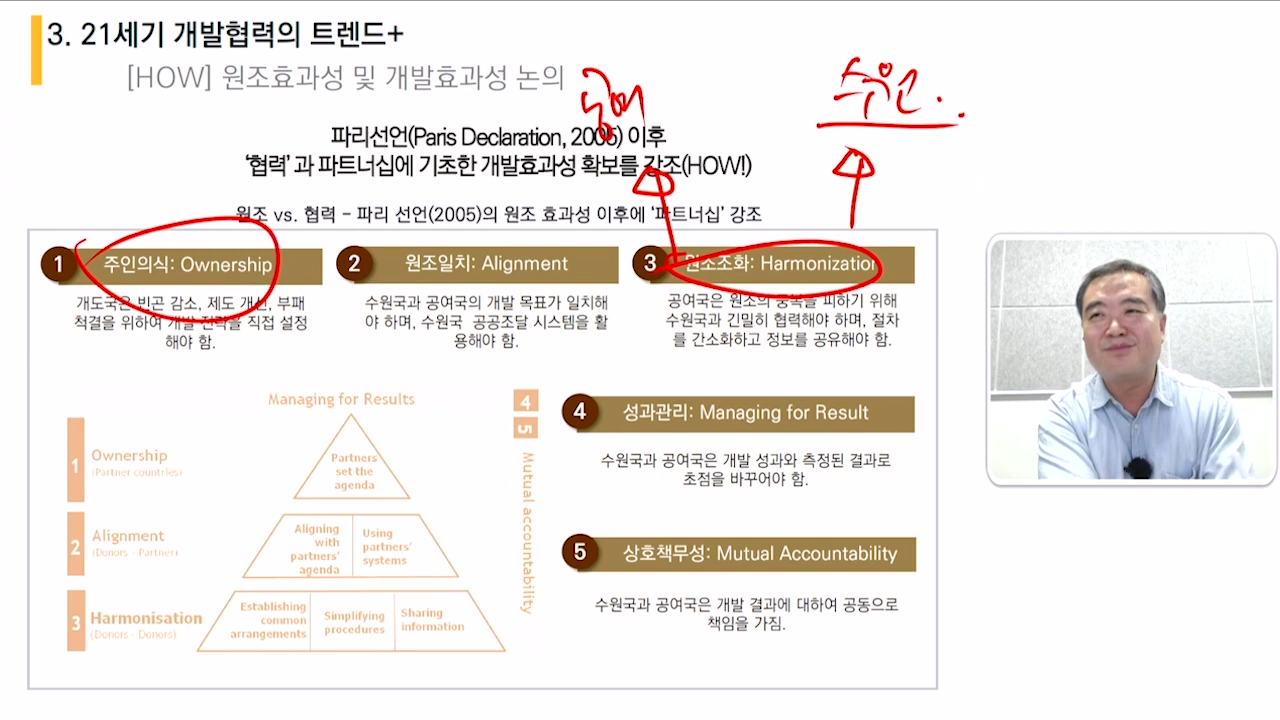 3. 21세기 개발협력의 트렌드+
[HOW] 원조효과성 및 개발효과성 논의
공여
수원
파리선언(Paris Declaration, 2005) 이후
‘협력’ 과 파트너십에 기초한 개발효과성 확보를 강조(HOW!)
원조 vs. 협력 – 파리 선언(2005)의 원조 효과성 이후에 ‘파트너십’ 강조
1 주인의식: Ownership
개도국은 빈곤 감소, 제도 개선, 부패
척결을 위하여 개발 전략을 직접 설정
해야 함.
2 원조일치: Alignment
수원국과 공여국의 개발 목표가 일치해
야 하며, 수원국 공공조달 시스템을 활
용해야 함.
3 원조조화: Harmonization
공여국은 원조의 중복을 피하기 위해
수원국과 긴밀히 협력해야 하며, 절차
를 간소화하고 정보를 공유해야 함.
Managing for Results
1 Ownership
(Partner countries)
Partners
set the
agenda
2 Alignment
(Donors - Partner)
Aligning
with
partners’
agenda
Using
partners’
systems
3 Harmonisation
(Donors - Donors)
Establishing
common
arrangements
Simplifying
procedures
Sharing
information
4
5 Mutual accountability
4 성과관리: Managing for Result
수원국과 공여국은 개발 성과와 측정된 결과로
초점을 바꾸어야 함.
5 상호책무성: Mutual Accountability
수원국과 공여국은 개발 결과에 대하여 공동으로
책임을 가짐.